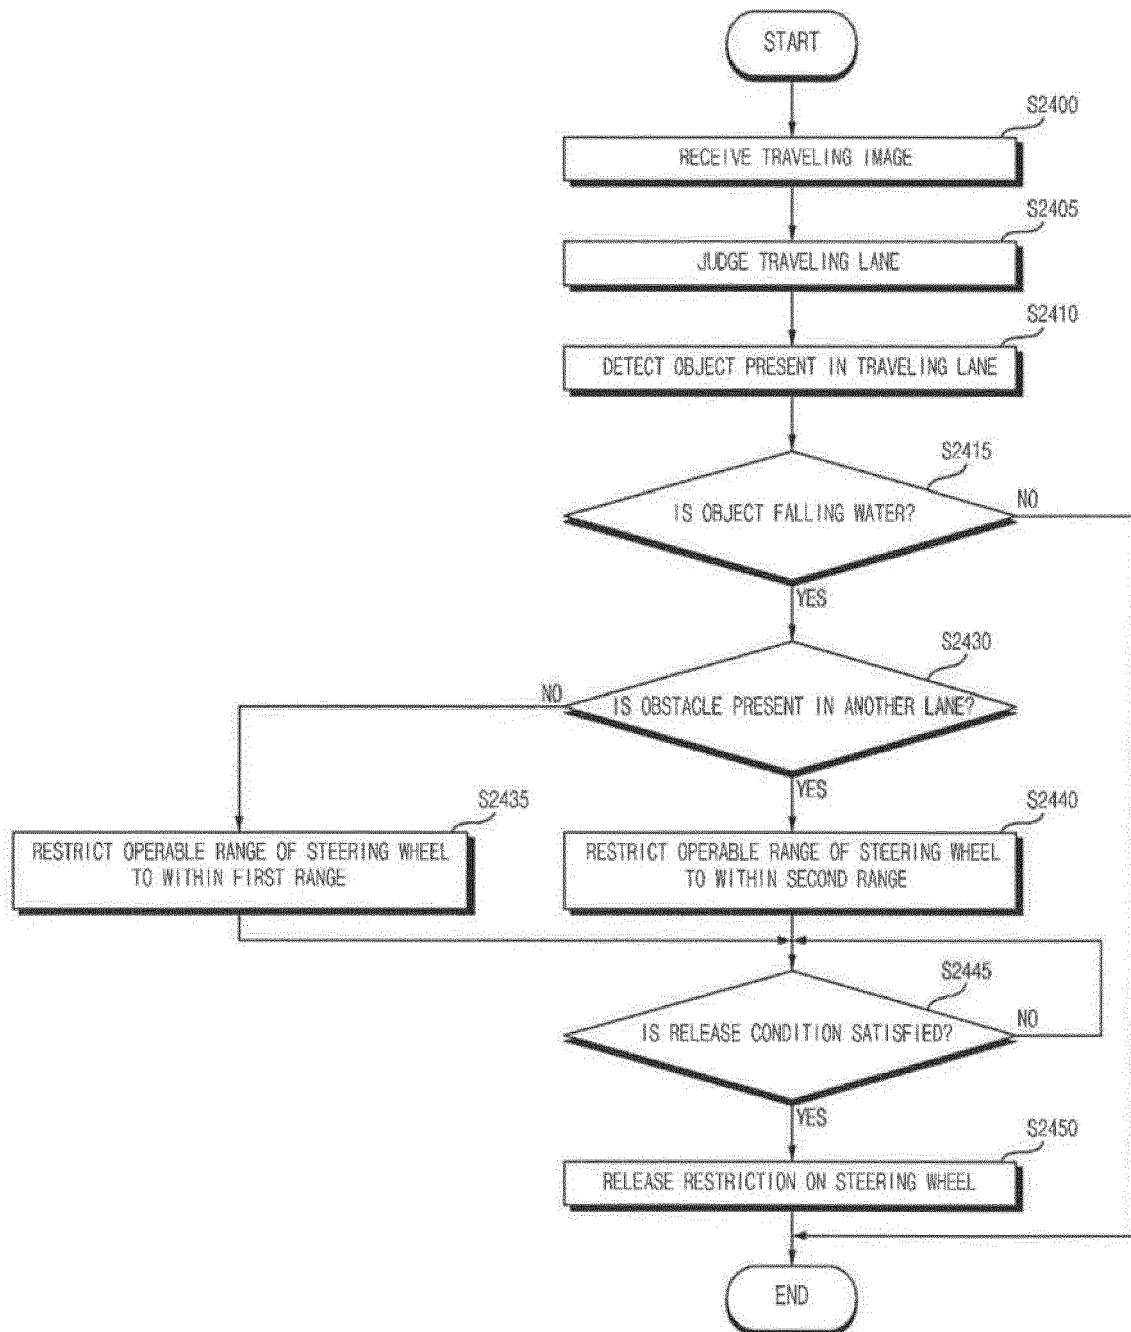 START
S2400
RECEIVE TRAVELING IMAGE
S2405
JUDGE TRAVELING LANE
S2410
DETECT OBJECT PRESENT IN TRAVELING LANE
S2415
IS OBJECT FALLING WATER?
NO
YES
S2430
IS OBSTACLE PRESENT IN ANOTHER LANE?
NO
YES
S2435
RESTRICT OPERABLE RANGE OF STEERING WHEEL
TO WITHIN FIRST RANGE
S2440
RESTRICT OPERABLE RANGE OF STEERING WHEEL
TO WITHIN SECOND RANGE
S2445
IS RELEASE CONDITION SATISFIED?
NO
YES
S2450
RELEASE RESTRICTION ON STEERING WHEEL
END